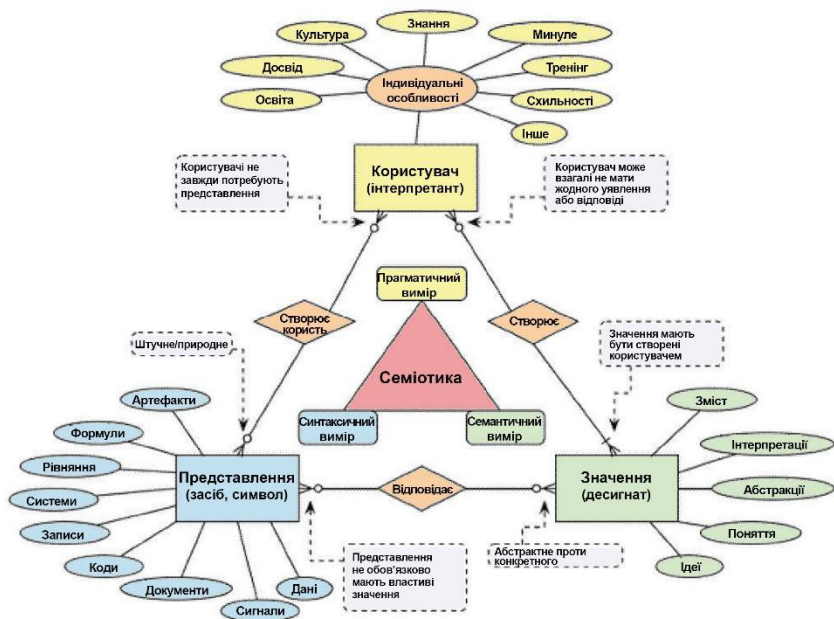 Знання
Культура
Минуле
Досвід
Індивідуальні
особливості
Тренінг
Освіта
Схильності
Інше
Користувачі не
завжди потребують
представлення
Користувач
(інтерпретант)
Користувач може
взагалі не мати
жодного уявлення
або відповіді
Прагматичний
вимір
Створює
користь
Створює
Штучне/природне
Значення мають
бути створені
користувачем
Семіотика
Артефакти
Синтаксичний
вимір
Семантичний
вимір
Зміст
Формули
Інтерпретації
Рівняння
Представлення
(засіб, символ)
Відповідає
Значення
(десигнат)
Системи
Абстракції
Записи
Поняття
Коди
Документи
Сигнали
Дані
Представлення
не обов'язково
мають властиві
значення
Абстрактне проти
конкретного
Ідеї